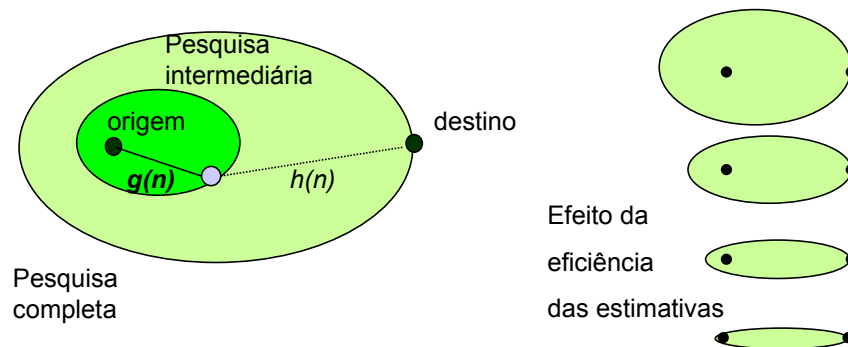 Pesquisa
intermediária
origem
destino
g(n)
h(n)
Pesquisa
completa
Efeito da
eficiência
das estimativas